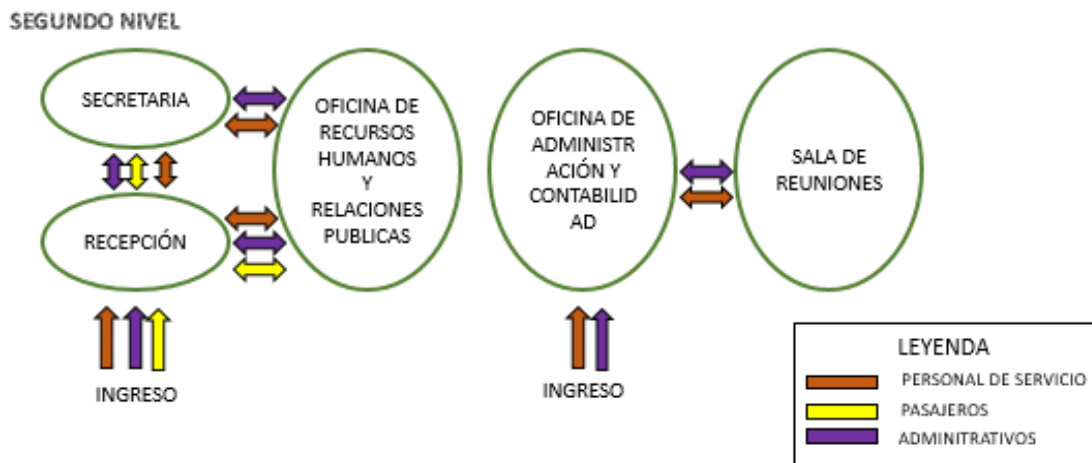 SEGUNDO NIVEL
SECRETARIA
RECEPCIÓN
INGRESO
OFICINA DE
RECURSOS
HUMANOS
Y
RELACIONES
PUBLICAS
OFICINA DE
ADMINISTR
ACIÓN Y
CONTABILID
AD
INGRESO
SALA DE
REUNIONES
LEYENDA
PERSONAL DE SERVICIO
PASAJEROS
ADMINITRATIVOS